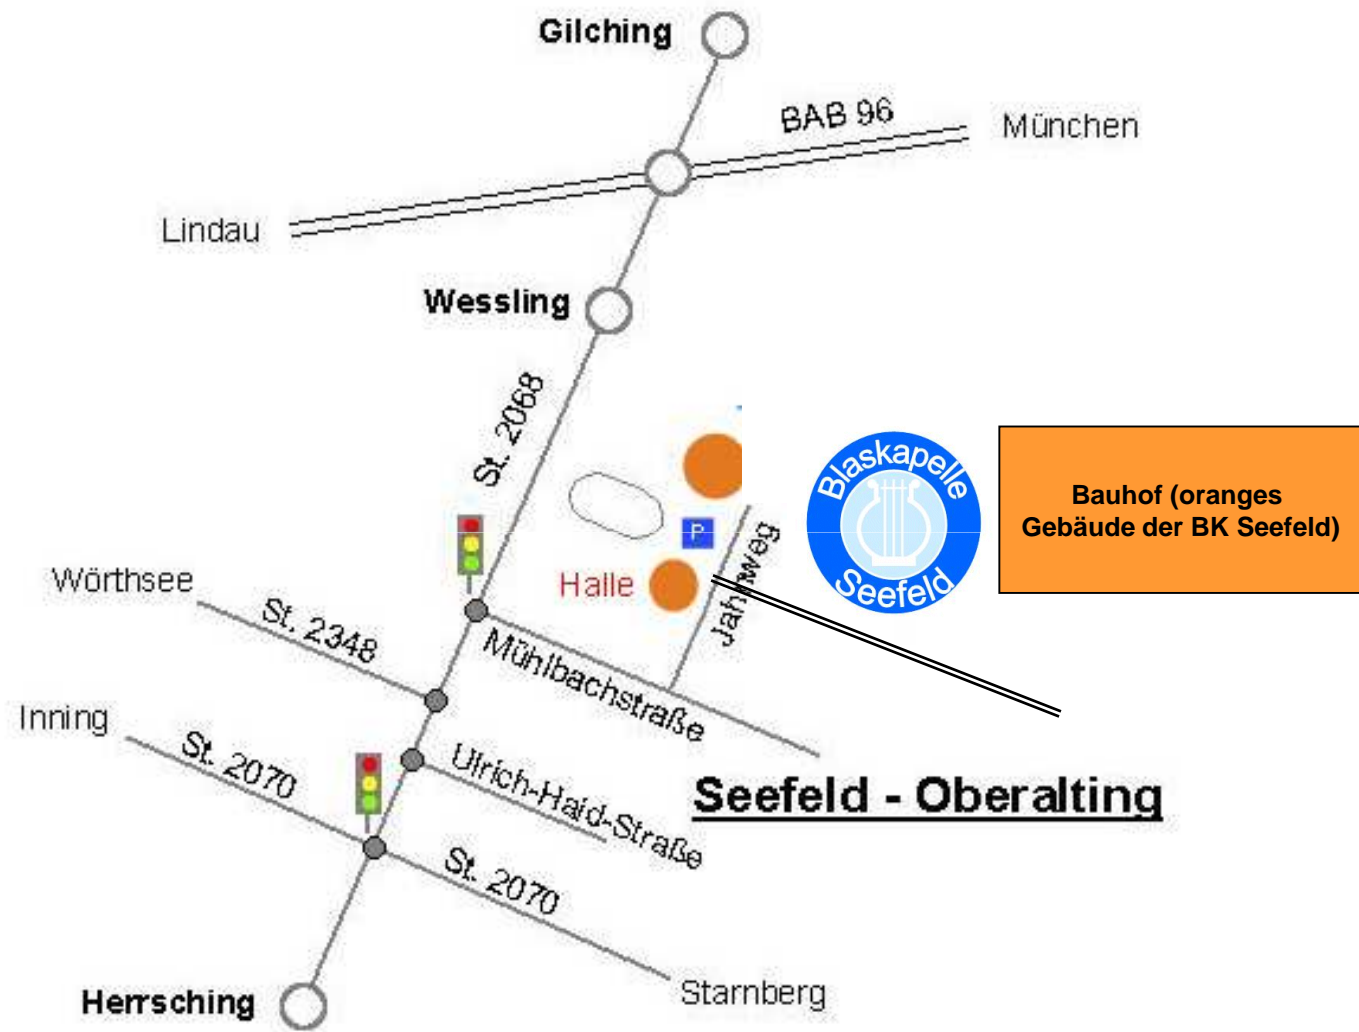 Gilching
BAB 96
München
Lindau
Wessling
St. 2068
Blaskapelle
Seefeld
Bauhof (oranges
Gebäude der BK Seefeld)
P
Jahnweg
Halle
Wörthsee
St. 2348
Mühlbachstraße
Inning
St. 2070
Ulrich-Haid-Straße
Seefeld - Oberalting
St. 2070
Herrsching
Starnberg